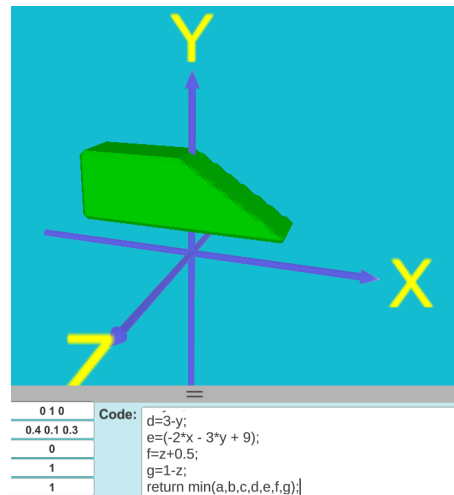 Y
X
Z
0 1 0
0.4 0.1 0.3
0
1
1
Code:
d=3-y;
e=(-2*x - 3*y + 9);
f=z+0.5;
g=1-z;
return min(a,b,c,d,e,f,g);